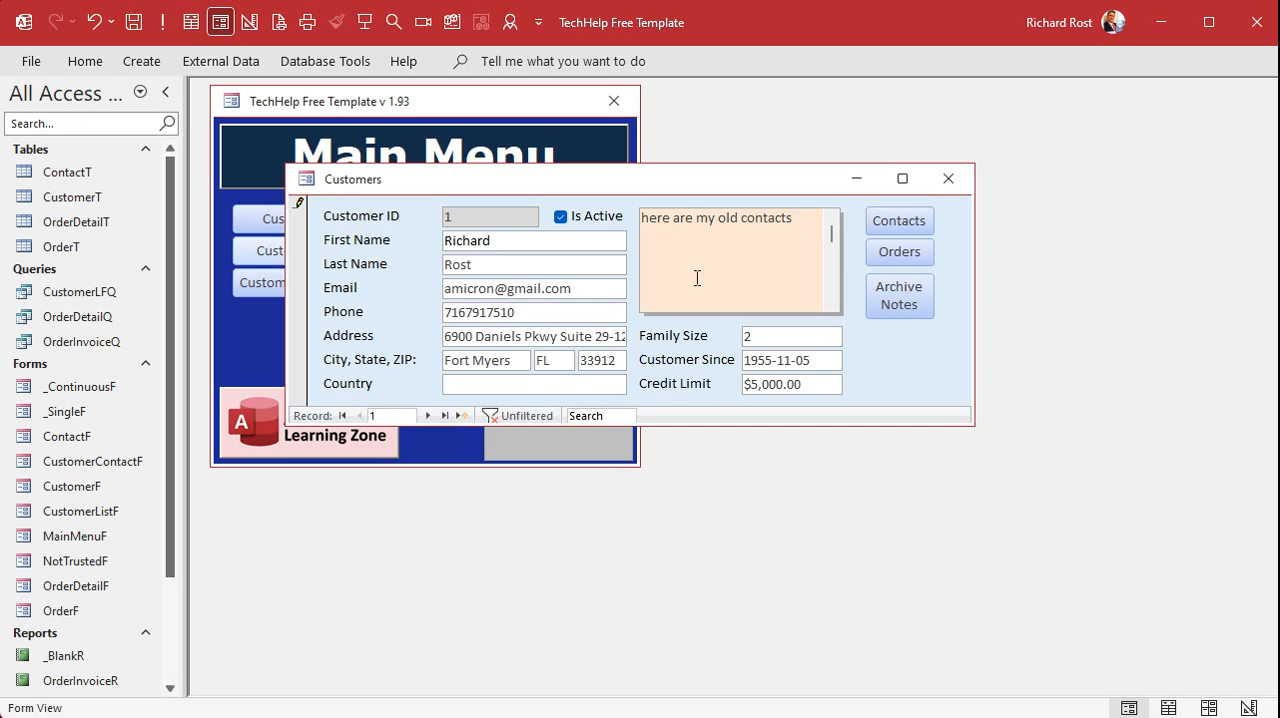 TechHelp Free Template
Richard Rost
File
Home
Create
External Data
Database Tools
Help
Tell me what you want to do
All Access ...
Search...
Tables
ContactT
CustomerT
OrderDetailT
OrderT
Queries
CustomerLFQ
OrderDetailQ
OrderInvoiceQ
Forms
_ContinuousF
_SingleF
ContactF
CustomerContactF
CustomerF
CustomerListF
MainMenuF
NotTrustedF
OrderDetailF
OrderF
Reports
_BlankR
OrderInvoiceR
TechHelp Free Template v 1.93
Main Menu
Cus
Cust
Custom
A
Learning Zone
Customers
Customer ID 1
Is Active
First Name Richard
Last Name Rost
Email amicron@gmail.com
Phone 7167917510
Address 6900 Daniels Pkwy Suite 29-12
City, State, ZIP: Fort Myers FL 33912
Country
here are my old contacts
Family Size 2
Customer Since 1955-11-05
Credit Limit $5,000.00
Contacts
Orders
Archive
Notes
Record: 1 Unfiltered Search
Form View